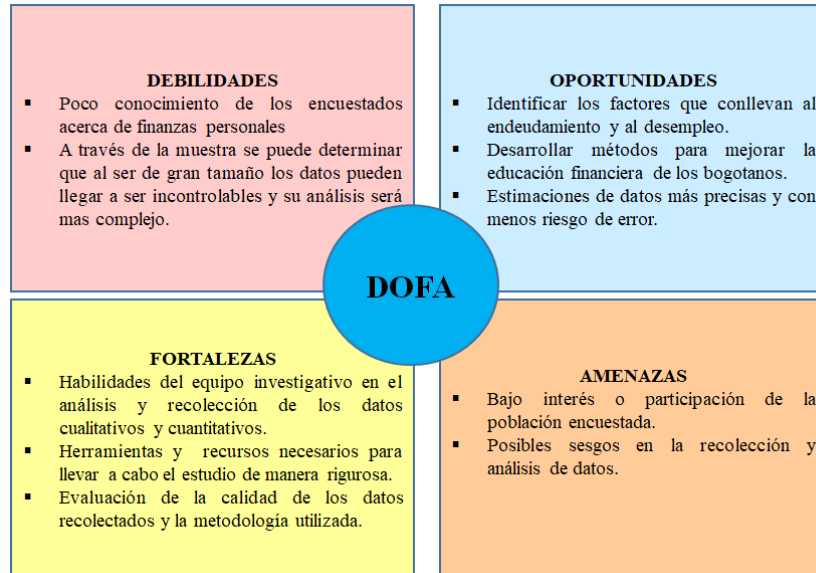 DEBILIDADES
▪ Poco conocimiento de los encuestados
acerca de finanzas personales
▪ A través de la muestra se puede determinar
que al ser de gran tamaño los datos pueden
llegar a ser incontrolables y su análisis será
mas complejo.
OPORTUNIDADES
▪ Identificar los factores que conllevan al
endeudamiento y al desempleo.
▪ Desarrollar métodos para mejorar la
educación financiera de los bogotanos.
▪ Estimaciones de datos más precisas y con
menos riesgo de error.
DOFA
FORTALEZAS
▪ Habilidades del equipo investigativo en el
análisis y recolección de los datos
cualitativos y cuantitativos.
▪ Herramientas y recursos necesarios para
llevar a cabo el estudio de manera rigurosa.
▪ Evaluación de la calidad de los datos
recolectados y la metodología utilizada.
AMENAZAS
▪ Bajo interés o participación de la
población encuestada.
▪ Posibles sesgos en la recolección y
análisis de datos.